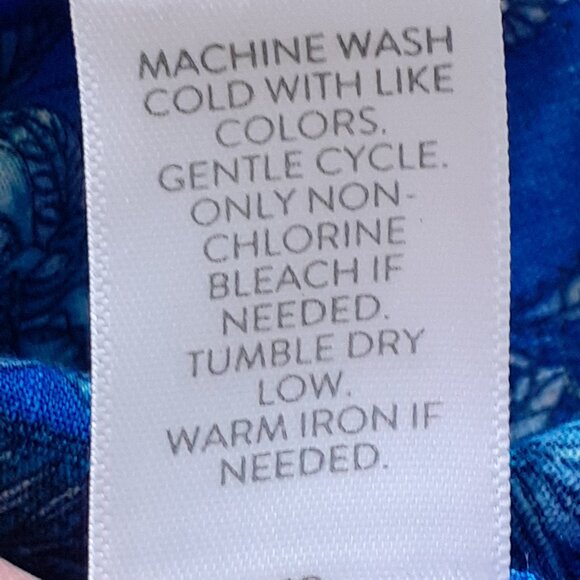 MACHINE WASH
COLD WITH LIKE
COLORS.
GENTLE CYCLE.
ONLY NON-
CHLORINE
BLEACH IF
NEEDED.
TUMBLE DRY
LOW.
WARM IRON IF
NEEDED.